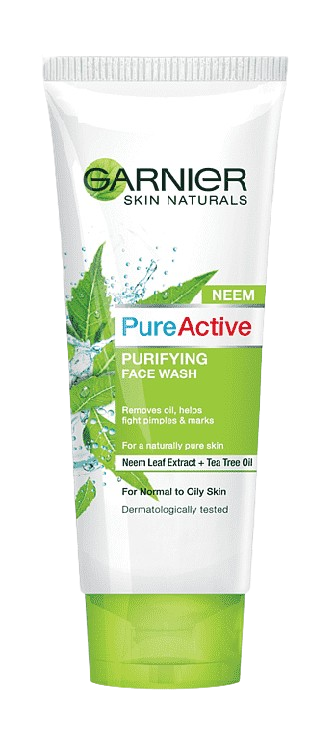 GARNIER
SKIN NATURALS
NEEM
PureActive
PURIFYING
FACE WASH
Removes oil, helps
fight pimples & marks
For a naturally pure skin
Neem Leaf Extract + Tea Tree Oil
For Normal to Oily Skin
Dermatologically tested